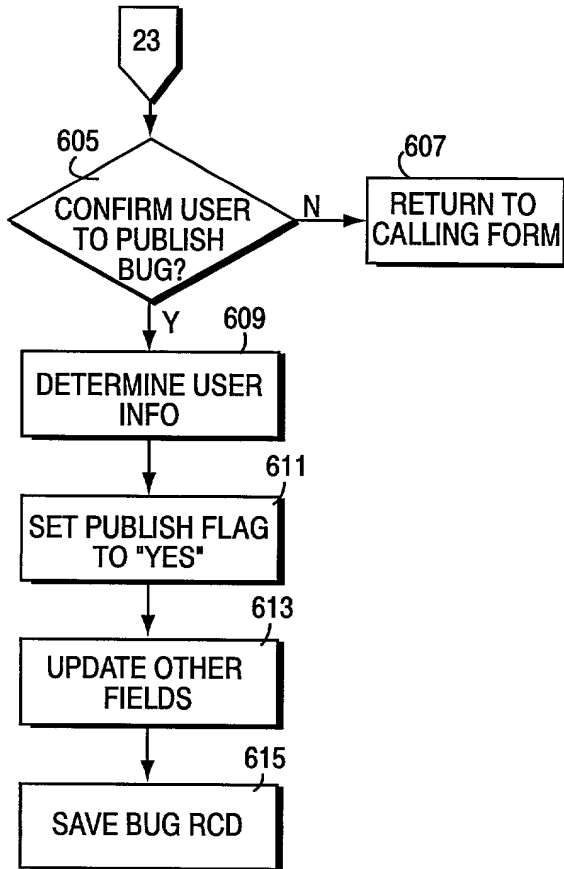 23
605
CONFIRM USER
TO PUBLISH
BUG?
N
607
RETURN TO
CALLING FORM
Y
609
DETERMINE USER
INFO
611
SET PUBLISH FLAG
TO "YES"
613
UPDATE OTHER
FIELDS
615
SAVE BUG RCD